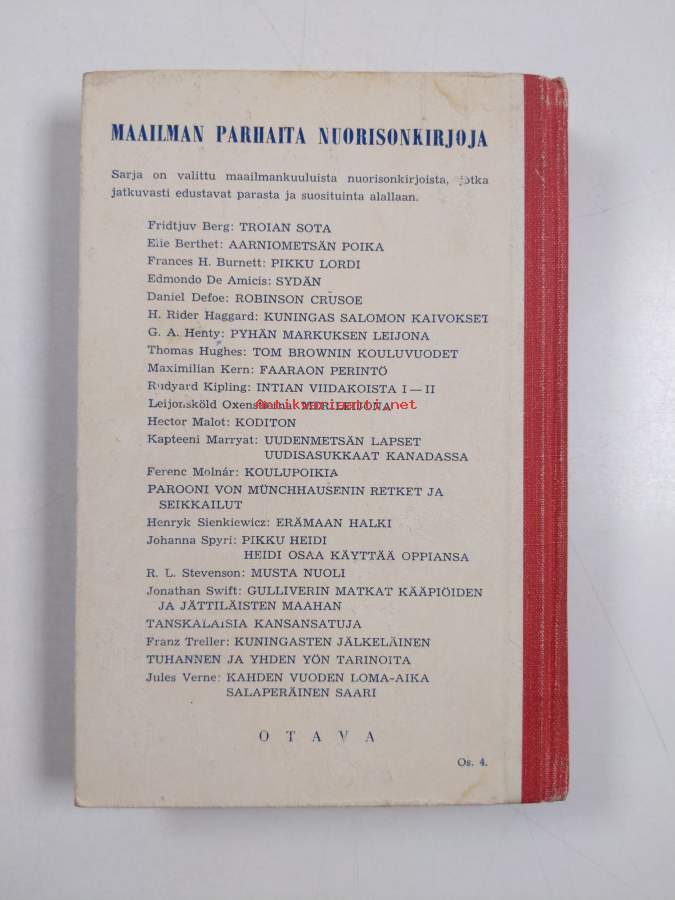 MAAILMAN PARHAITA NUORISONKIRJOJA
Sarja on valittu maailmankuuluista nuorisonkirjoista, jotka
jatkuvasti edustavat parasta ja suosituinta alallaan.
Fridtjuv Berg: TROIAN SOTA
Elie Berthet: AARNIOMETSÄN POIKA
Frances H. Burnett: PIKKU LORDI
Edmondo De Amicis: SYDÄN
Daniel Defoe: ROBINSON CRUSOE
H. Rider Haggard: KUNINGAS SALOMON KAIVOKSET
G. A. Henty: PYHÄN MARKUKSEN LEIJONA
Thomas Hughes: TOM BROWNIN KOULUVUODET
Maximilian Kern: FAARAON PERINTÖ
Rudyard Kipling: INTIAN VIIDAKOISTA I—II
Leijonsköld Oxenstierna: MERILEIJONA
Antikvariaatti.net
Hector Malot: KODITON
Kapteeni Marryat: UUDENMETSÄN LAPSET
UUDISASUKKAAT KANADASSA
Ferenc Molnár: KOULUPOIKIA
PAROONI VON MÜNCHHAUSENIN RETKET JA
SEIKKAILUT
Henryk Sienkiewicz: ERÄMAAN HALKI
Johanna Spyri: PIKKU HEIDI
HEIDI OSAA KÄYTTÄÄ OPPIANSA
R. L. Stevenson: MUSTA NUOLI
Jonathan Swift: GULLIVERIN MATKAT KÄÄPIÖIDEN
JA JÄTTILÄISTEN MAAHAN
TANSKALAISIA KANSANSATUJA
Franz Treller: KUNINGASTEN JÄLKELÄINEN
TUHANNEN JA YHDEN YÖN TARINOITA
Jules Verne: KAHDEN VUODEN LOMA-AIKA
SALAPERÄINEN SAARI
OTAVA
Os. 4.